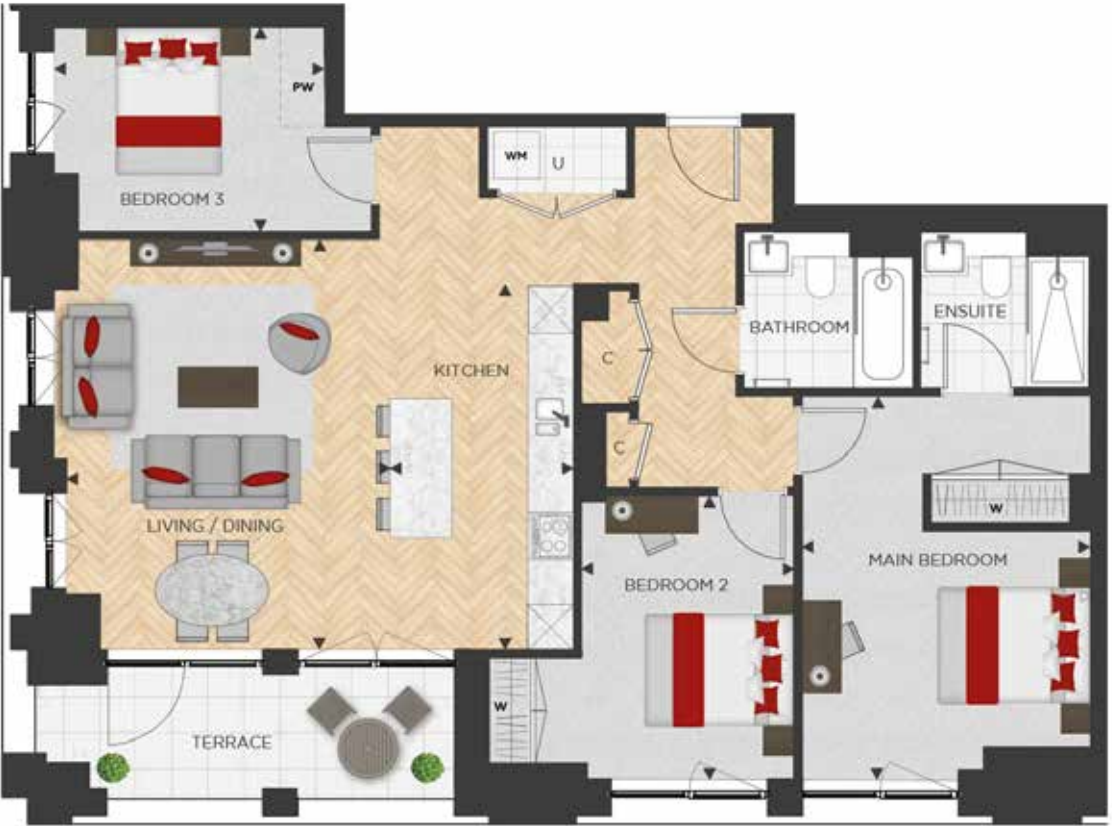 PW
WM
U
BEDROOM 3
BATHROOM
ENSUITE
C
KITCHEN
C
W
LIVING / DINING
MAIN BEDROOM
BEDROOM 2
W
TERRACE